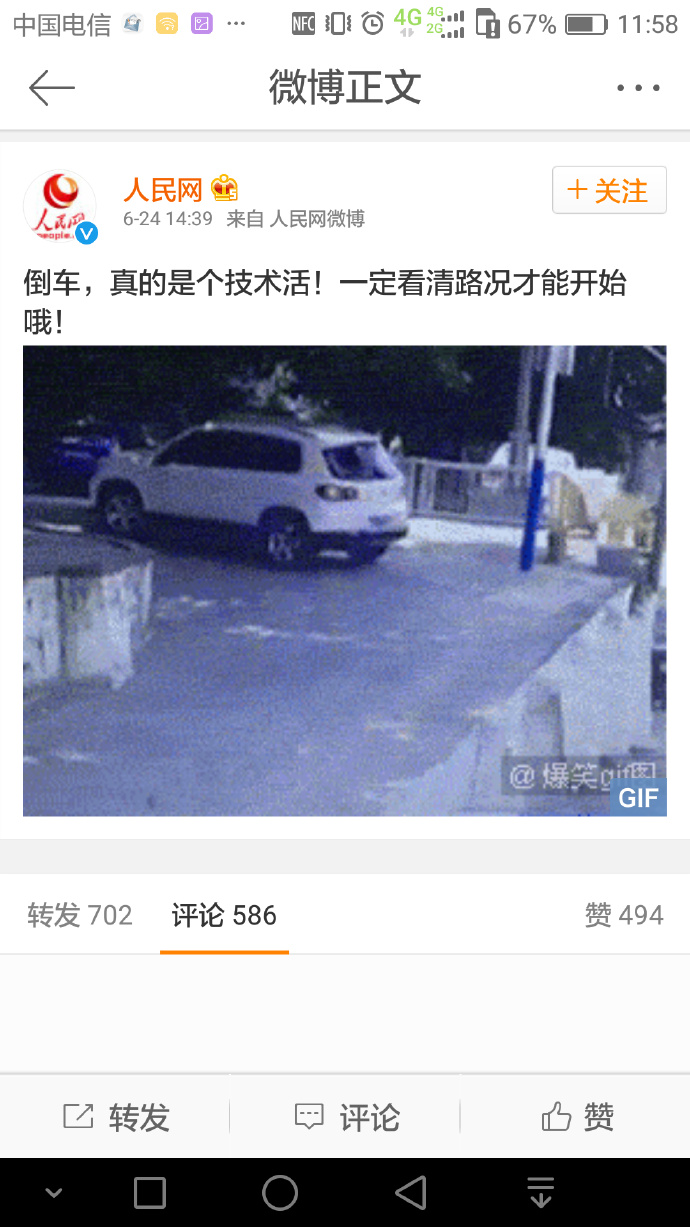 中国电信
NFC
4G
4G
2G
67%
11:58
微博正文
人民网
people.cn
人民网
6-24 14:39 来自 人民网微博
+ 关注
倒车，真的是个技术活！一定看清路况才能开始
哦！
@爆笑gif图
GIF
转发 702
评论 586
赞 494
转发
评论
赞